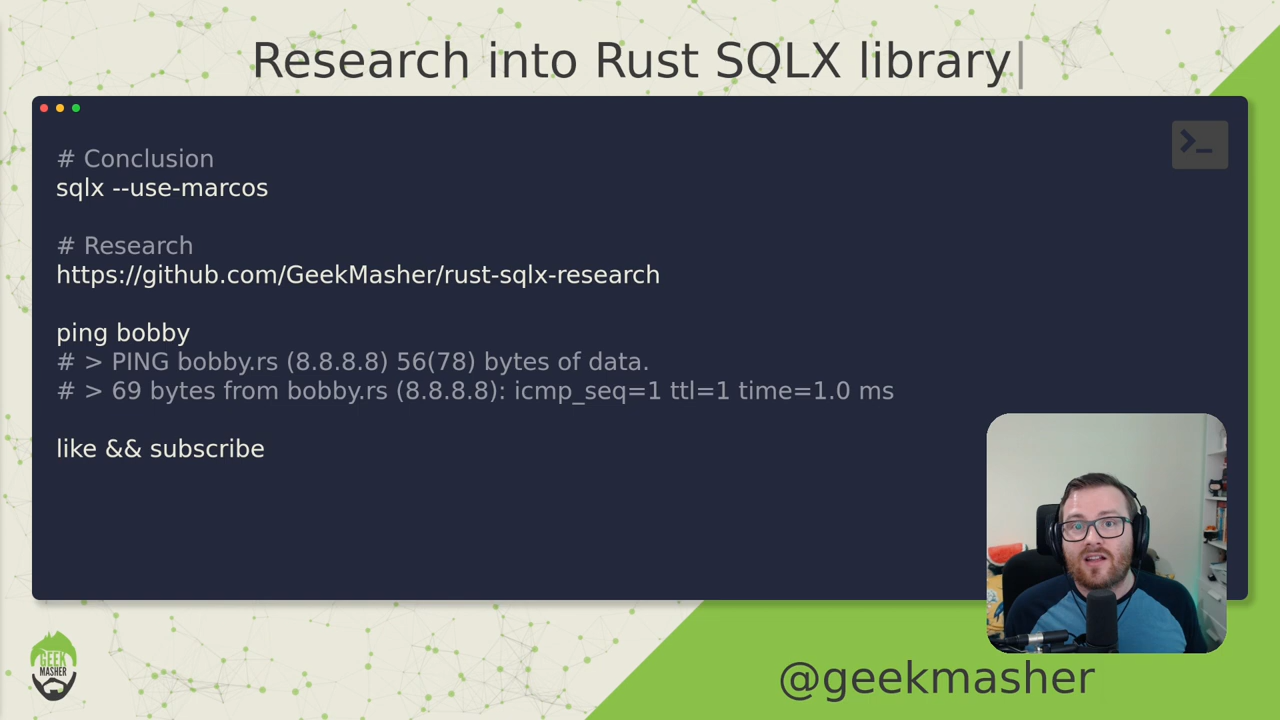 Research into Rust SQLX library
# Conclusion
sqlx --use-marcos
# Research
https://github.com/GeekMasher/rust-sqlx-research
ping bobby
# > PING bobby.rs (8.8.8.8) 56(78) bytes of data.
# > 69 bytes from bobby.rs (8.8.8.8): icmp_seq=1 ttl=1 time=1.0 ms
like && subscribe
GEEK
MASHER
@geekmasher